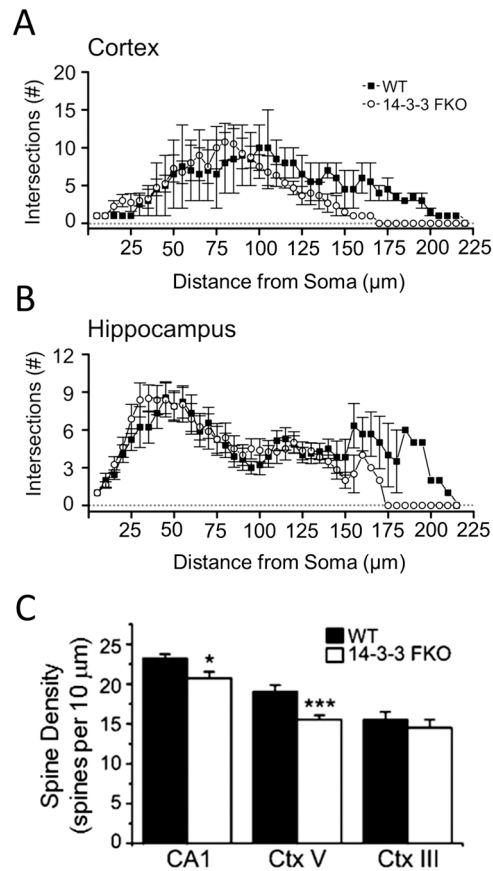 A
Cortex
20
15
10
5
0
Intersections (#)
WT
14-3-3 FKO
25 50 75 100 125 150 175 200 225
Distance from Soma (µm)
B
Hippocampus
12
9
6
3
0
Intersections (#)
25 50 75 100 125 150 175 200 225
Distance from Soma (µm)
C
25
20
15
10
5
0
Spine Density
(spines per 10 µm)
WT
14-3-3 FKO
*
***
CA1 Ctx V Ctx III